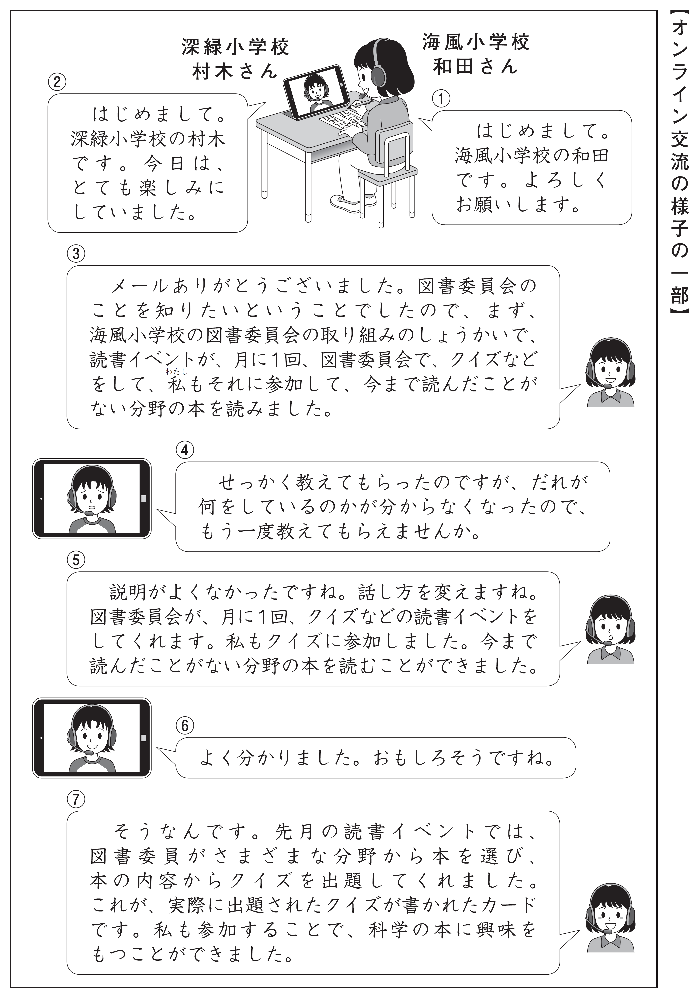 【オンライン交流の様子の一部】
海風小学校
和田さん
深緑小学校
村木さん
①
はじめまして。
海風小学校の和田
です。よろしく
お願いします。
②
はじめまして。
深緑小学校の村木
です。今日は、
とても楽しみに
していました。
③
メールありがとうございました。図書委員会の
ことを知りたいということでしたので、まず、
海風小学校の図書委員会の取り組みのしょうかいで、
読書イベントが、月に1回、図書委員会で、クイズなど
わたし
をして、私もそれに参加して、今まで読んだことが
ない分野の本を読みました。
④
せっかく教えてもらったのですが、だれが
何をしているのかが分からなくなったので、
もう一度教えてもらえませんか。
⑤
説明がよくなかったですね。話し方を変えますね。
図書委員会が、月に1回、クイズなどの読書イベントを
してくれます。私もクイズに参加しました。今まで
読んだことがない分野の本を読むことができました。
⑥
よく分かりました。おもしろそうですね。
⑦
そうなんです。先月の読書イベントでは、
図書委員がさまざまな分野から本を選び、
本の内容からクイズを出題してくれました。
これが、実際に出題されたクイズが書かれたカード
です。私も参加することで、科学の本に興味を
もつことができました。